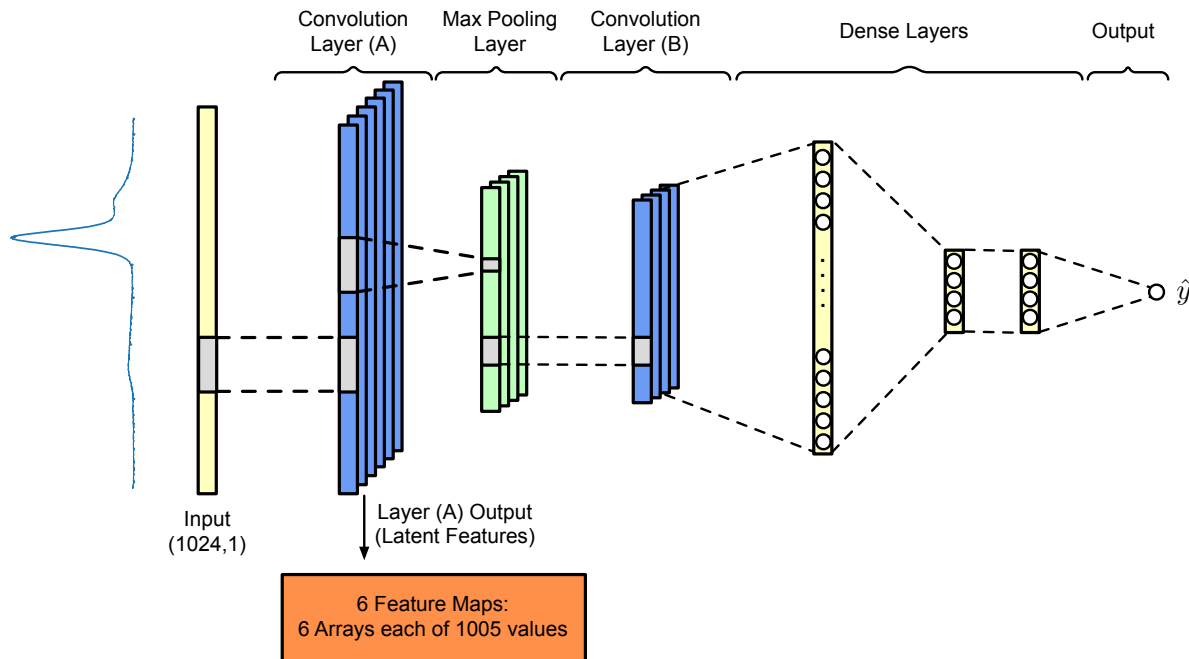 Convolution
Layer (A)
Max Pooling
Layer
Convolution
Layer (B)
Dense Layers
Output
ŷ
Input
(1024,1)
Layer (A) Output
(Latent Features)
6 Feature Maps:
6 Arrays each of 1005 values